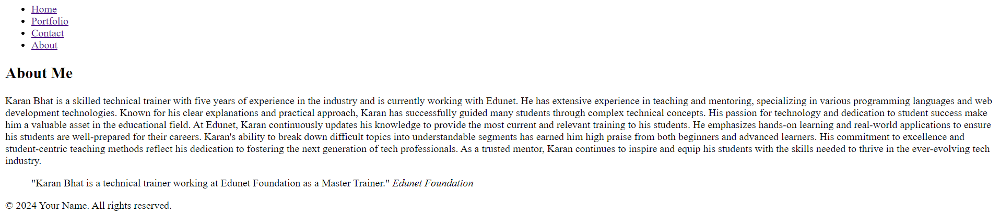 Home
Portfolio
Contact
About
About Me
Karan Bhat is a skilled technical trainer with five years of experience in the industry and is currently working with Edunet. He has extensive experience in teaching and mentoring, specializing in various programming languages and web
development technologies. Known for his clear explanations and practical approach, Karan has successfully guided many students through complex technical concepts. His passion for technology and dedication to student success make
him a valuable asset in the educational field. At Edunet, Karan continuously updates his knowledge to provide the most current and relevant training to his students. He emphasizes hands-on learning and real-world applications to ensure
his students are well-prepared for their careers. Karan's ability to break down difficult topics into understandable segments has earned him high praise from both beginners and advanced learners. His commitment to excellence and
student-centric teaching methods reflect his dedication to fostering the next generation of tech professionals. As a trusted mentor, Karan continues to inspire and equip his students with the skills needed to thrive in the ever-evolving tech
industry.
"Karan Bhat is a technical trainer working at Edunet Foundation as a Master Trainer." Edunet Foundation
© 2024 Your Name. All rights reserved.